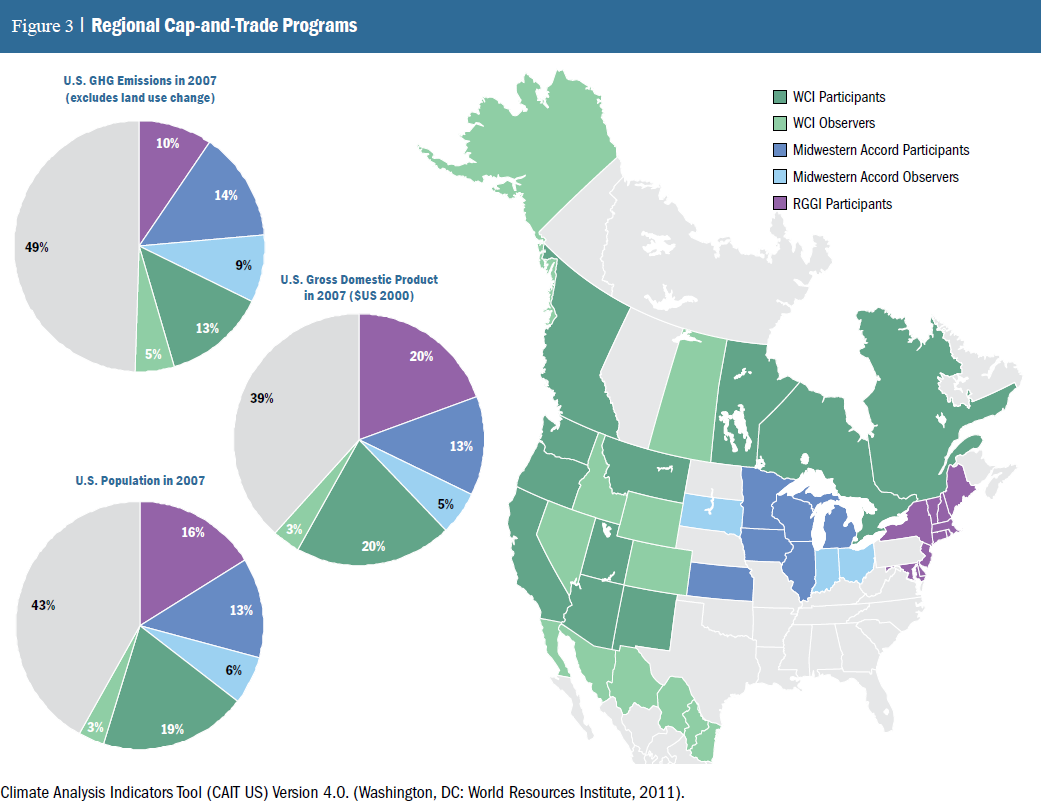 Figure 3 | Regional Cap-and-Trade Programs
U.S. GHG Emissions in 2007
(excludes land use change)
10%
14%
9%
13%
5%
49%
U.S. Gross Domestic Product
in 2007 ($US 2000)
20%
13%
5%
20%
3%
39%
U.S. Population in 2007
16%
13%
6%
19%
3%
43%
WCI Participants
WCI Observers
Midwestern Accord Participants
Midwestern Accord Observers
RGGI Participants
Climate Analysis Indicators Tool (CAIT US) Version 4.0. (Washington, DC: World Resources Institute, 2011).